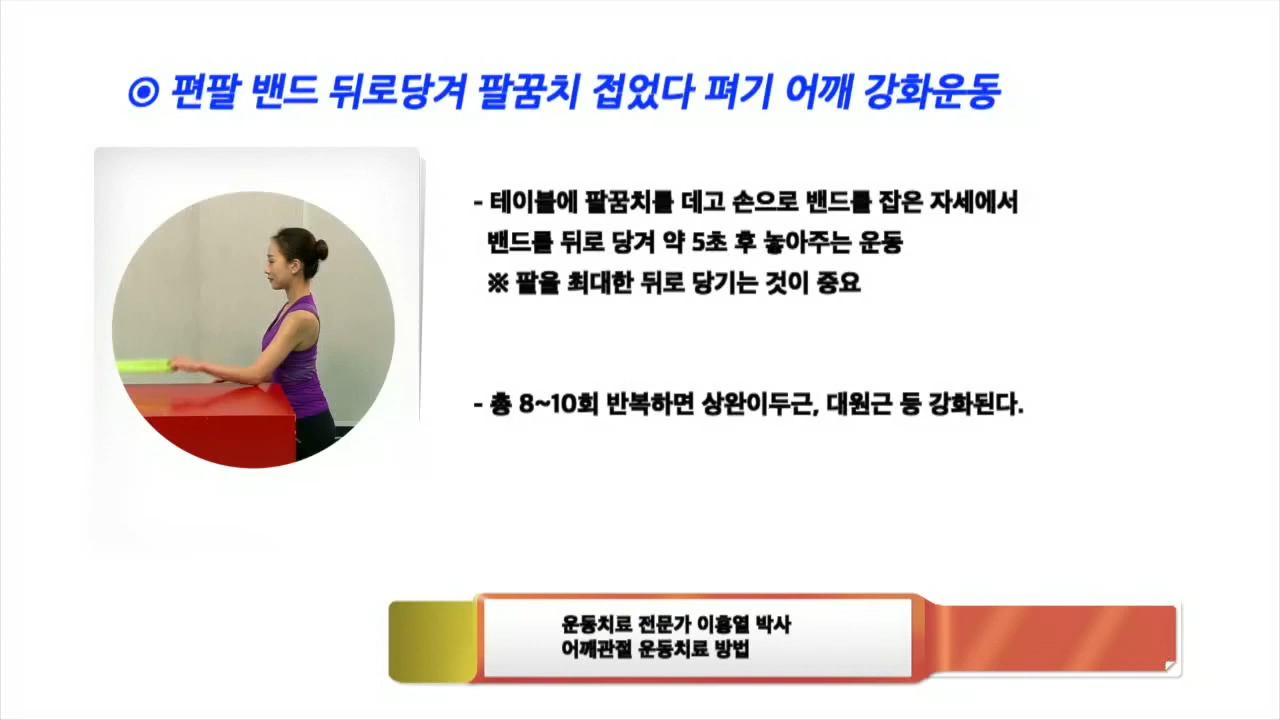 ◉ 편팔 밴드 뒤로당겨 팔꿈치 접었다 펴기 어깨 강화운동
- 테이블에 팔꿈치를 데고 손으로 밴드를 잡은 자세에서
밴드를 뒤로 당겨 약 5초 후 놓아주는 운동
※ 팔을 최대한 뒤로 당기는 것이 중요
- 총 8~10회 반복하면 상완이두근, 대원근 등 강화된다.
운동치료 전문가 이홍열 박사
어깨관절 운동치료 방법